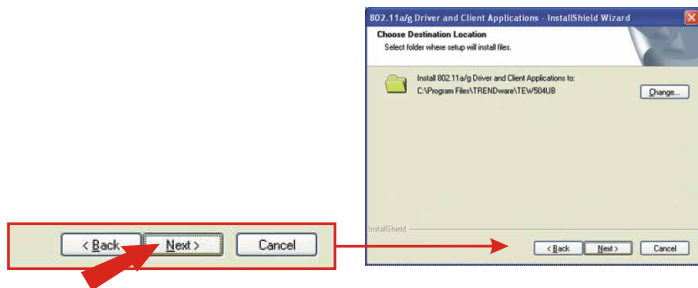 802.11a/g Driver and Client Applications - InstallShield Wizard
Choose Destination Location
Select folder where setup will install files.
Install 802.11a/g Driver and Client Applications to:
C:\Program Files\TRENDware\TEW504UB
Change...
InstallShield
< Back Next > Cancel
< Back Next > Cancel